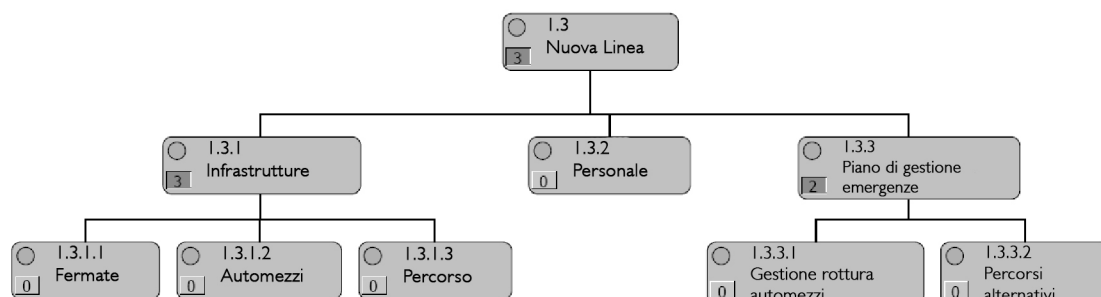 1.3
Nuova Linea
3
1.3.1
Infrastrutture
3
1.3.2
Personale
0
1.3.3
Piano di gestione
emergenze
2
1.3.1.1
Fermate
0
1.3.1.2
Automezzi
0
1.3.1.3
Percorso
0
1.3.3.1
Gestione rottura
automezzi
0
1.3.3.2
Percorsi
alternativi
0